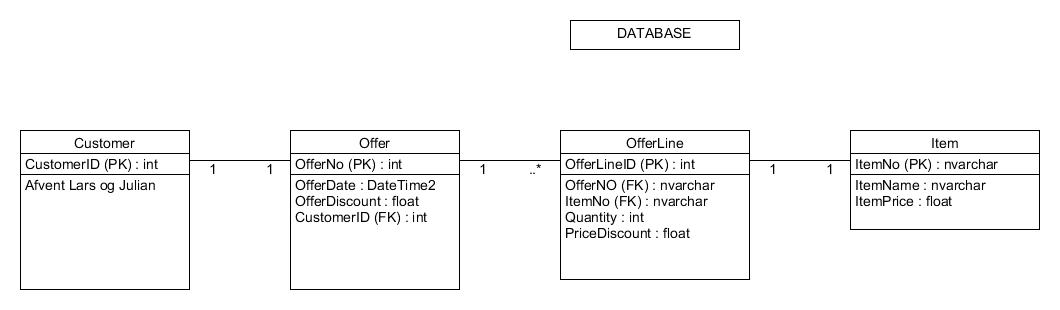 DATABASE
Customer
CustomerID (PK) : int
Afvent Lars og Julian
1
1
Offer
OfferNo (PK) : int
OfferDate : DateTime2
OfferDiscount : float
CustomerID (FK) : int
1
..*
OfferLine
OfferLineID (PK) : int
OfferNO (FK) : nvarchar
ItemNo (FK) : nvarchar
Quantity : int
PriceDiscount : float
1
1
Item
ItemNo (PK) : nvarchar
ItemName : nvarchar
ItemPrice : float